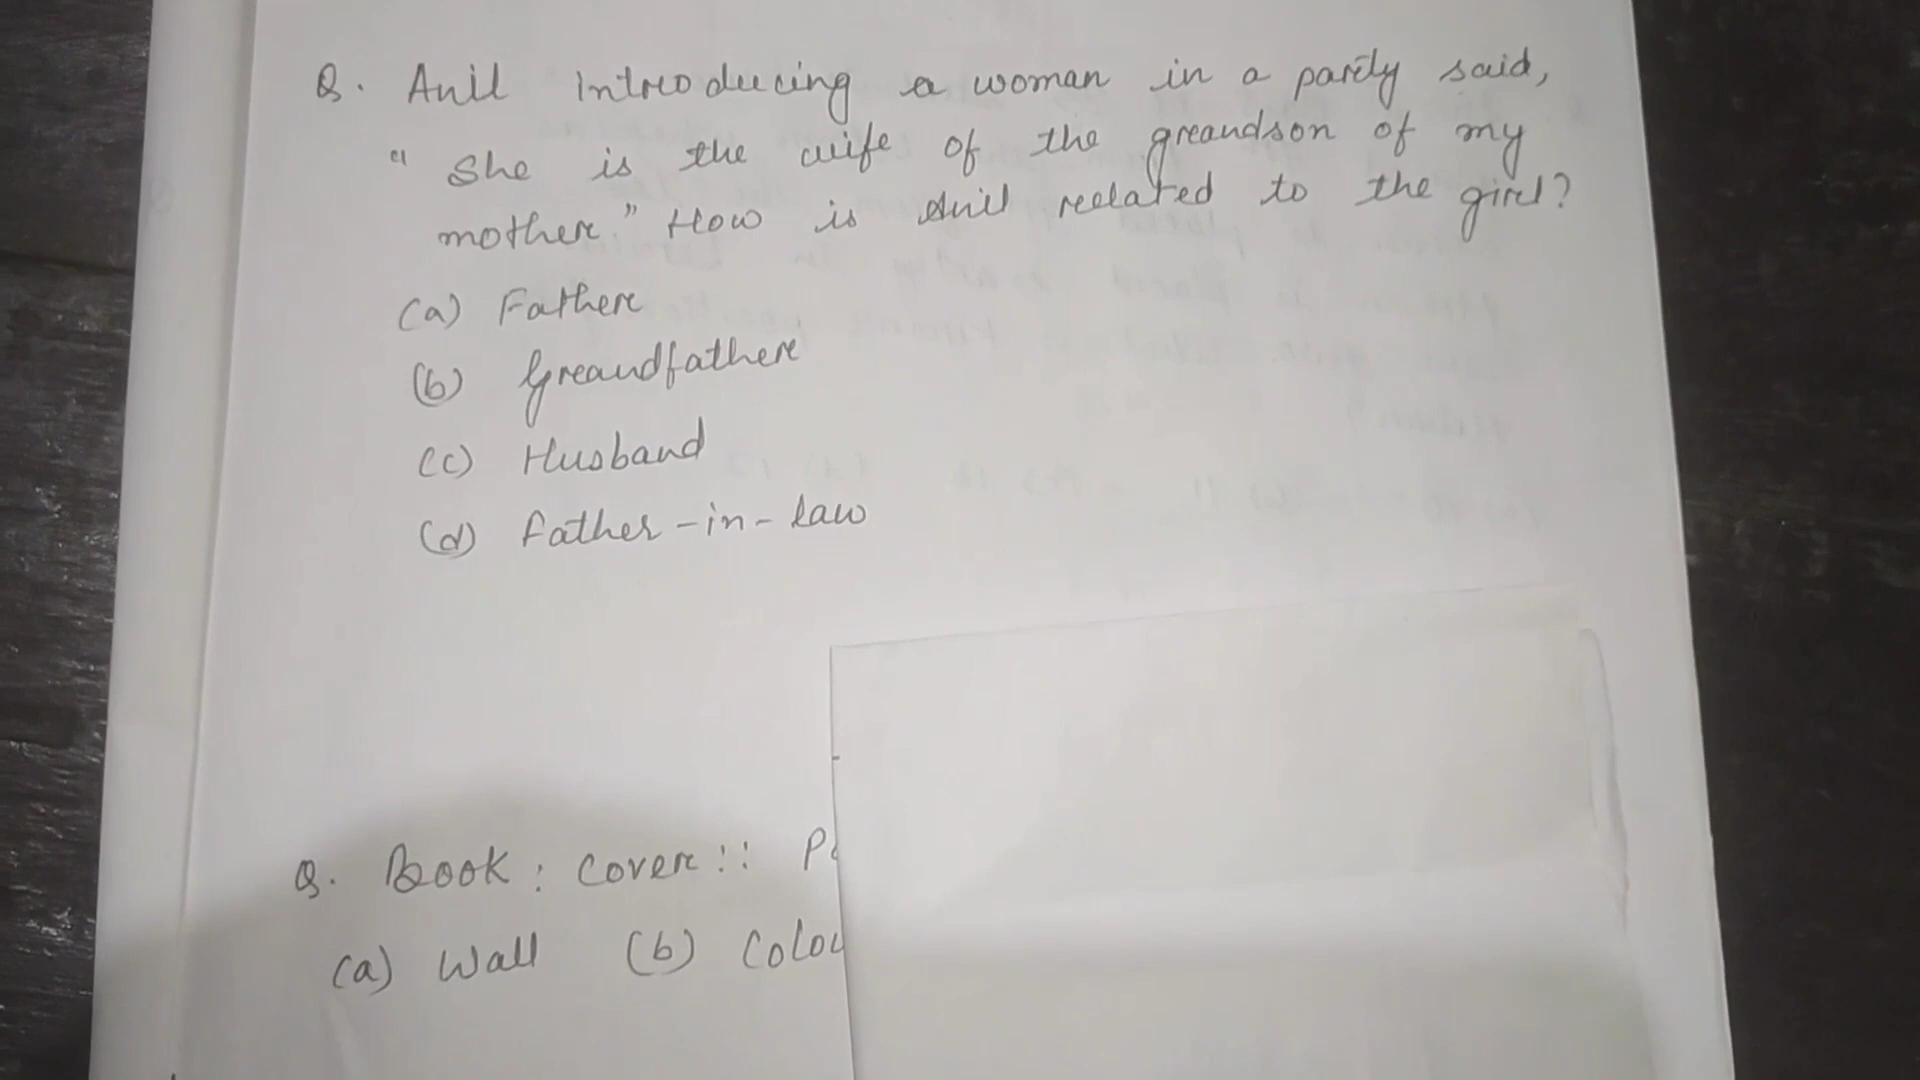 Q. Anil introducing a woman in a party said,
" She is the wife of the grandson of my
mother." How is Anil related to the girl?
(a) Father
(b) Grandfather
(c) Husband
(d) Father-in-law
Q. Book : Cover ::
(a) Wall (b)